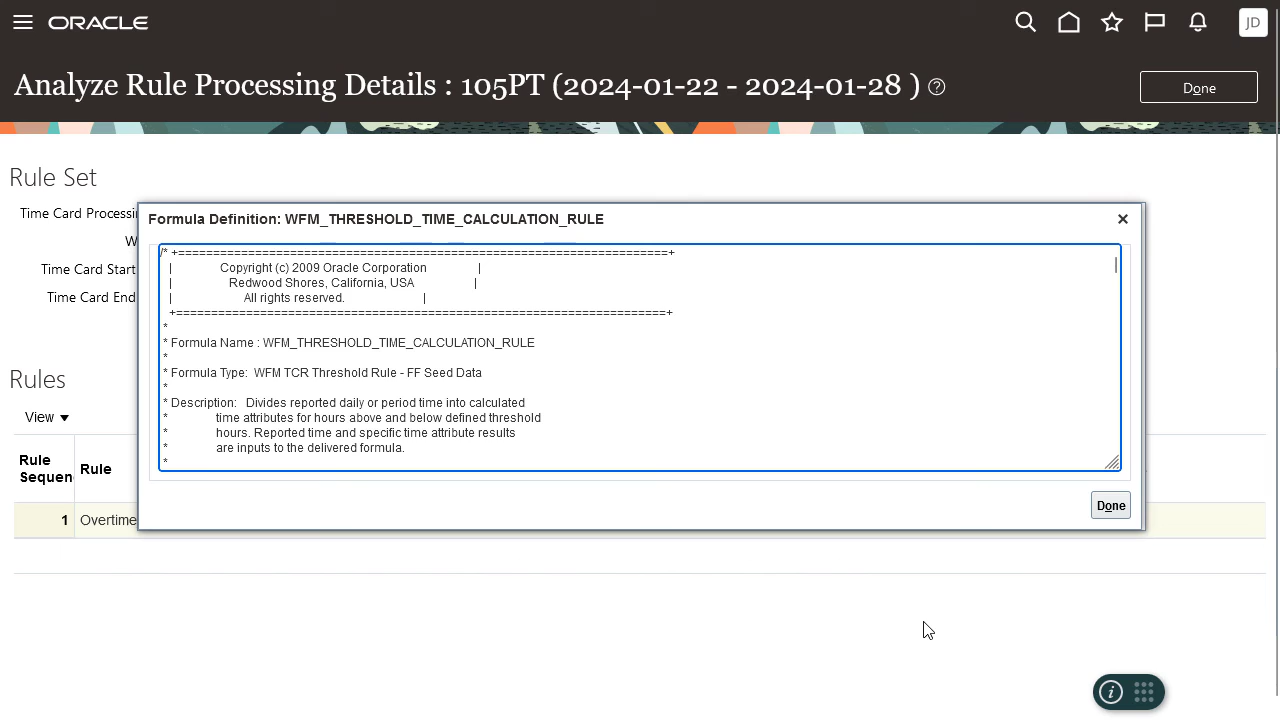 ORACLE
JD
Analyze Rule Processing Details : 105PT (2024-01-22 - 2024-01-28 )
Done
Rule Set
Time Card Processi
W
Time Card Start
Time Card End
Formula Definition: WFM_THRESHOLD_TIME_CALCULATION_RULE
/* +======================================================================+
| Copyright (c) 2009 Oracle Corporation |
| Redwood Shores, California, USA |
| All rights reserved. |
+======================================================================+
*
* Formula Name : WFM_THRESHOLD_TIME_CALCULATION_RULE
*
* Formula Type: WFM TCR Threshold Rule - FF Seed Data
*
* Description: Divides reported daily or period time into calculated
* time attributes for hours above and below defined threshold
* hours. Reported time and specific time attribute results
* are inputs to the delivered formula.
*
Done
Rules
View
Rule Sequen
Rule
1 Overtime